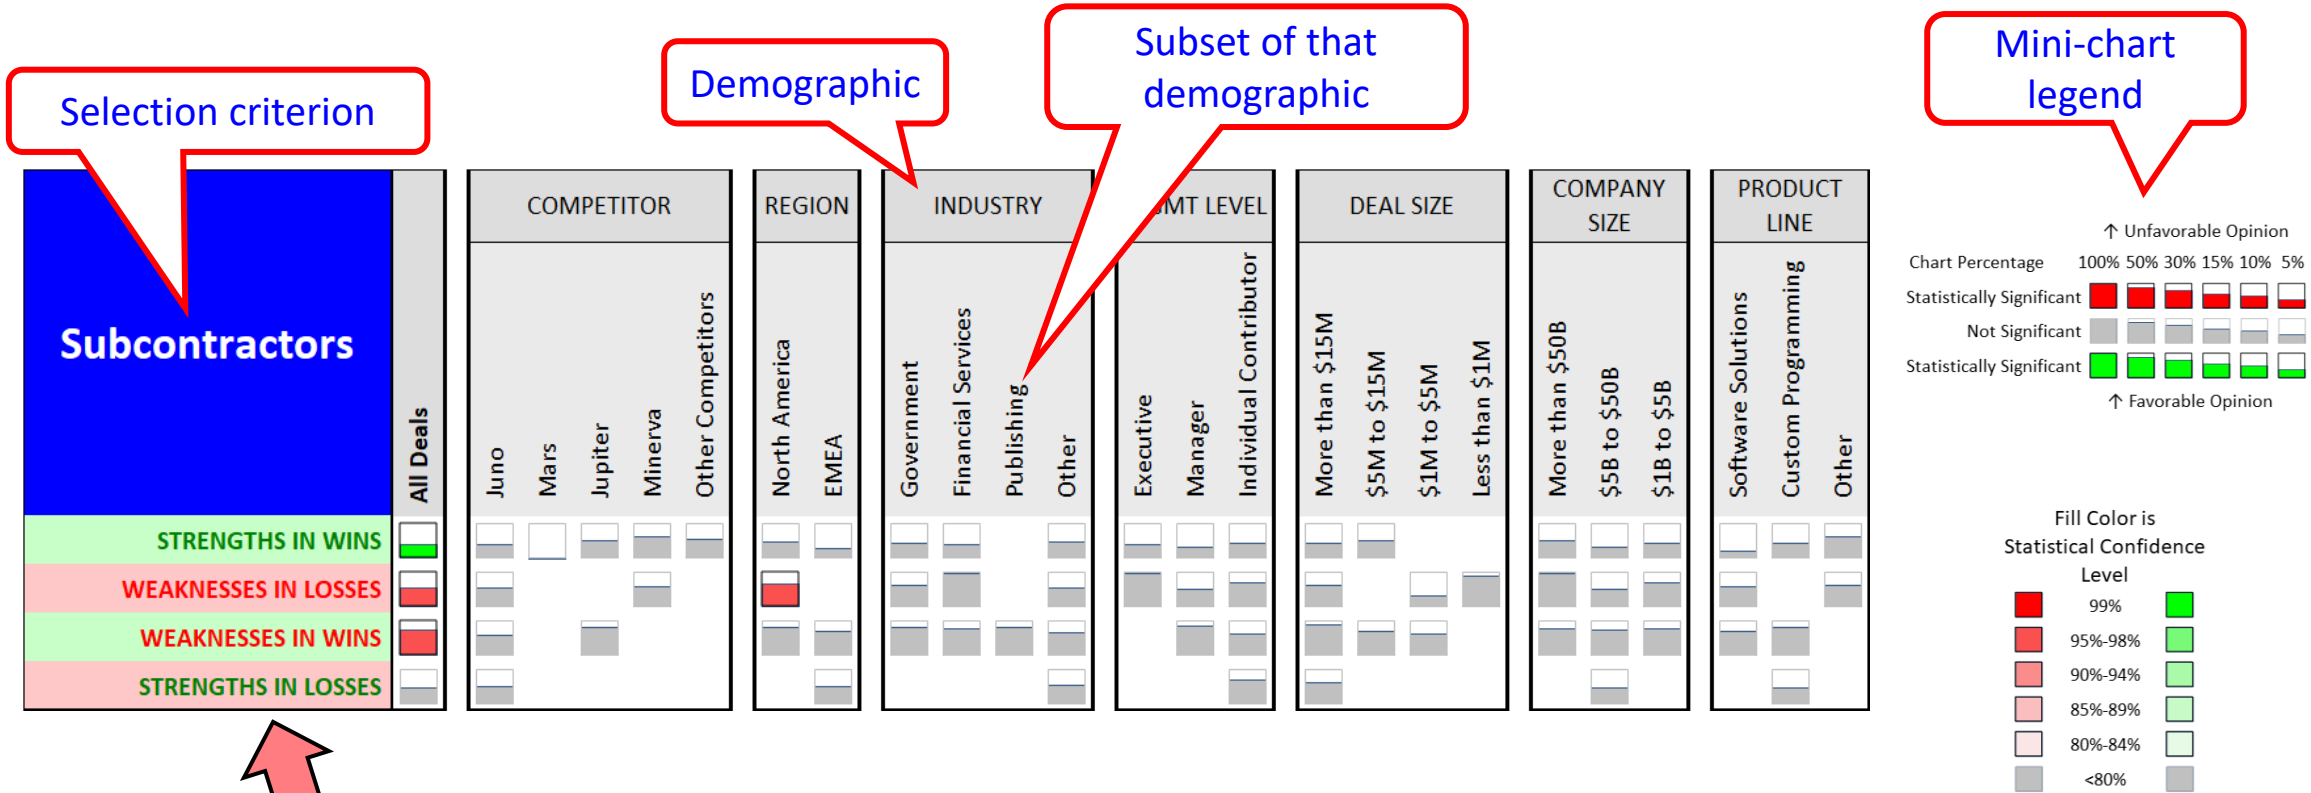 Selection criterion
Demographic
Subset of that
demographic
Mini-chart
legend
Subcontractors
All Deals
COMPETITOR
Juno
Mars
Jupiter
Minerva
Other Competitors
REGION
North America
EMEA
INDUSTRY
Government
Financial Services
Publishing
Other
MT LEVEL
Executive
Manager
Individual Contributor
DEAL SIZE
More than $15M
$5M to $15M
$1M to $5M
Less than $1M
COMPANY
SIZE
More than $50B
$5B to $50B
$1B to $5B
PRODUCT
LINE
Software Solutions
Custom Programming
Other
STRENGTHS IN WINS
WEAKNESSES IN LOSSES
WEAKNESSES IN WINS
STRENGTHS IN LOSSES
↑ Unfavorable Opinion
Chart Percentage 100% 50% 30% 15% 10% 5%
Statistically Significant
Not Significant
Statistically Significant
↑ Favorable Opinion
Fill Color is
Statistical Confidence
Level
99%
95%-98%
90%-94%
85%-89%
80%-84%
<80%